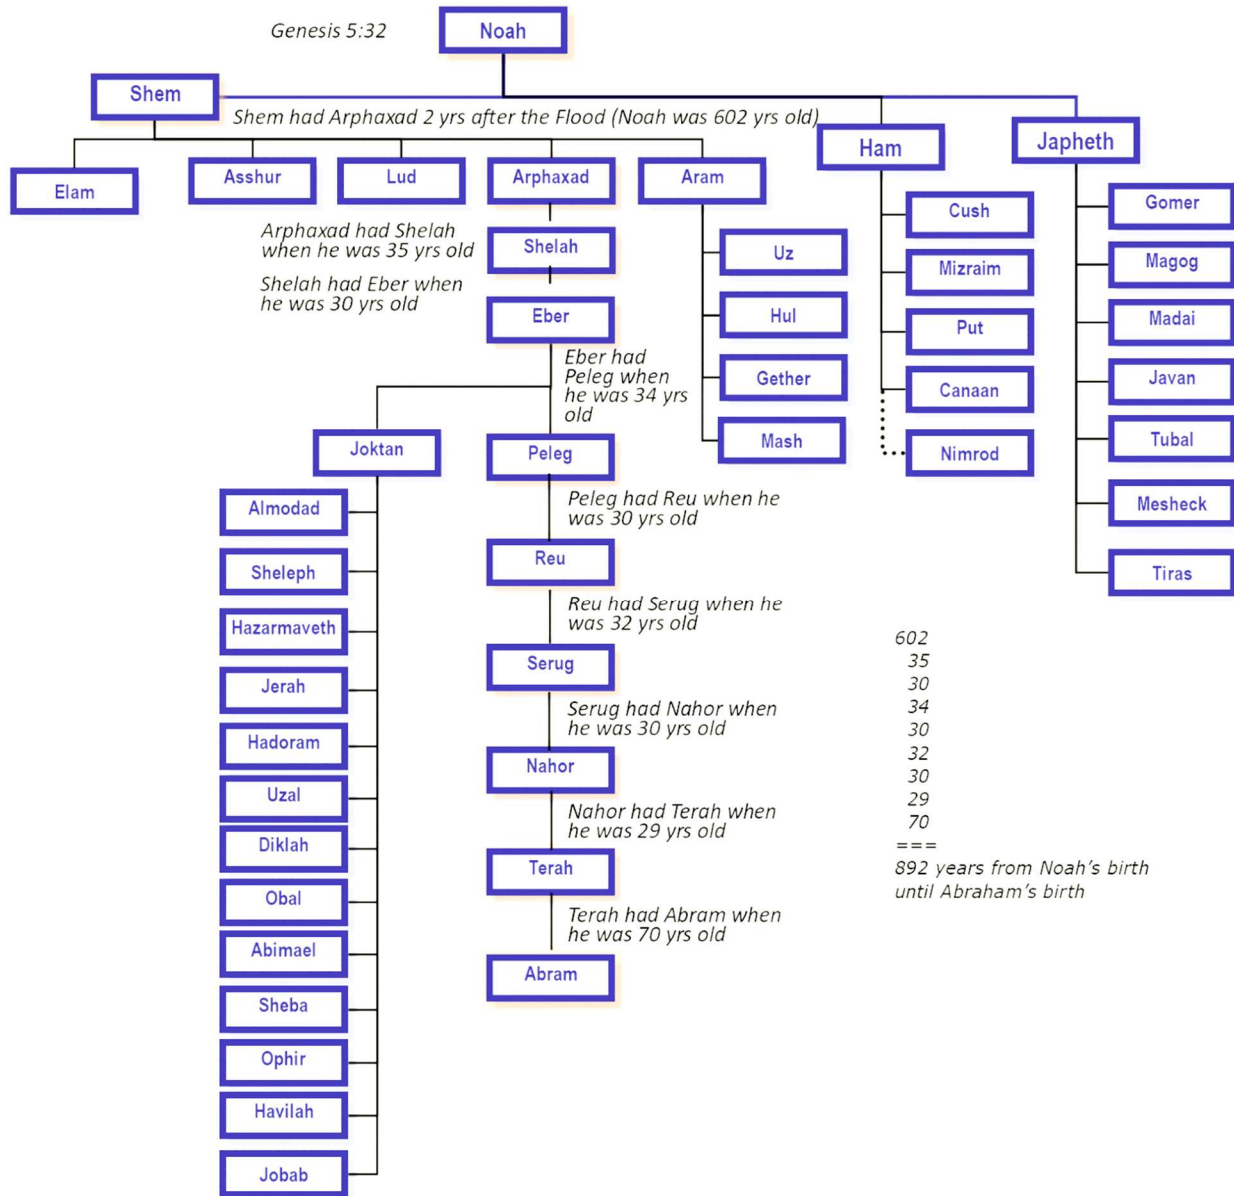 Genesis 5:32
Noah
Shem
Shem had Arphaxad 2 yrs after the Flood (Noah was 602 yrs old)
Ham
Japheth
Elam
Asshur
Lud
Arphaxad
Aram
Arphaxad had Shelah
when he was 35 yrs old
Shelah
Shelah had Eber when
he was 30 yrs old
Eber
Uz
Hul
Gether
Mash
Cush
Mizraim
Put
Canaan
Nimrod
Gomer
Magog
Madai
Javan
Tubal
Mesheck
Tiras
Eber had
Peleg when
he was 34 yrs
old
Joktan
Peleg
Almodad
Sheleph
Hazarmaveth
Jerah
Hadoram
Uzal
Diklah
Obal
Abimael
Sheba
Ophir
Havilah
Jobab
Peleg had Reu when he
was 30 yrs old
Reu
Reu had Serug when he
was 32 yrs old
Serug
Serug had Nahor when
he was 30 yrs old
Nahor
Nahor had Terah when
he was 29 yrs old
Terah
Terah had Abram when
he was 70 yrs old
Abram
602
35
30
34
30
32
30
29
70
===
892 years from Noah's birth
until Abraham's birth